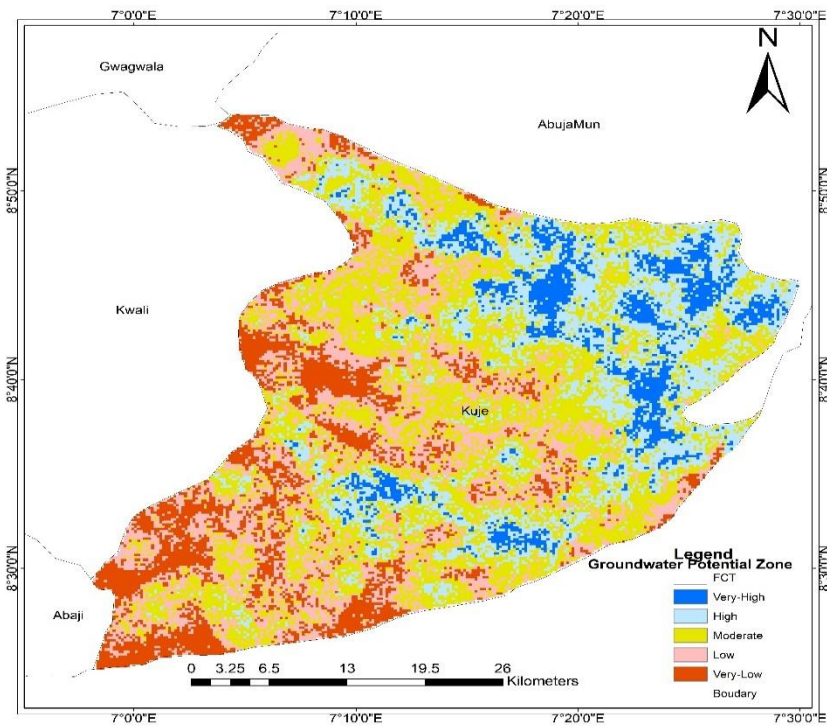 7°0'0"E 7°10'0"E 7°20'0"E 7°30'0"E
N
Gwagwala
AbujaMun
8°50'0"N 8°50'0"N
Kwali
8°40'0"N 8°40'0"N
Kuje
8°30'0"N 8°30'0"N
Abaji
Legend
Groundwater Potential Zone
FCT
Very-High
High
Moderate
Low
Very-Low
Boudary
0 3.25 6.5 13 19.5 26
Kilometers
7°0'0"E 7°10'0"E 7°20'0"E 7°30'0"E